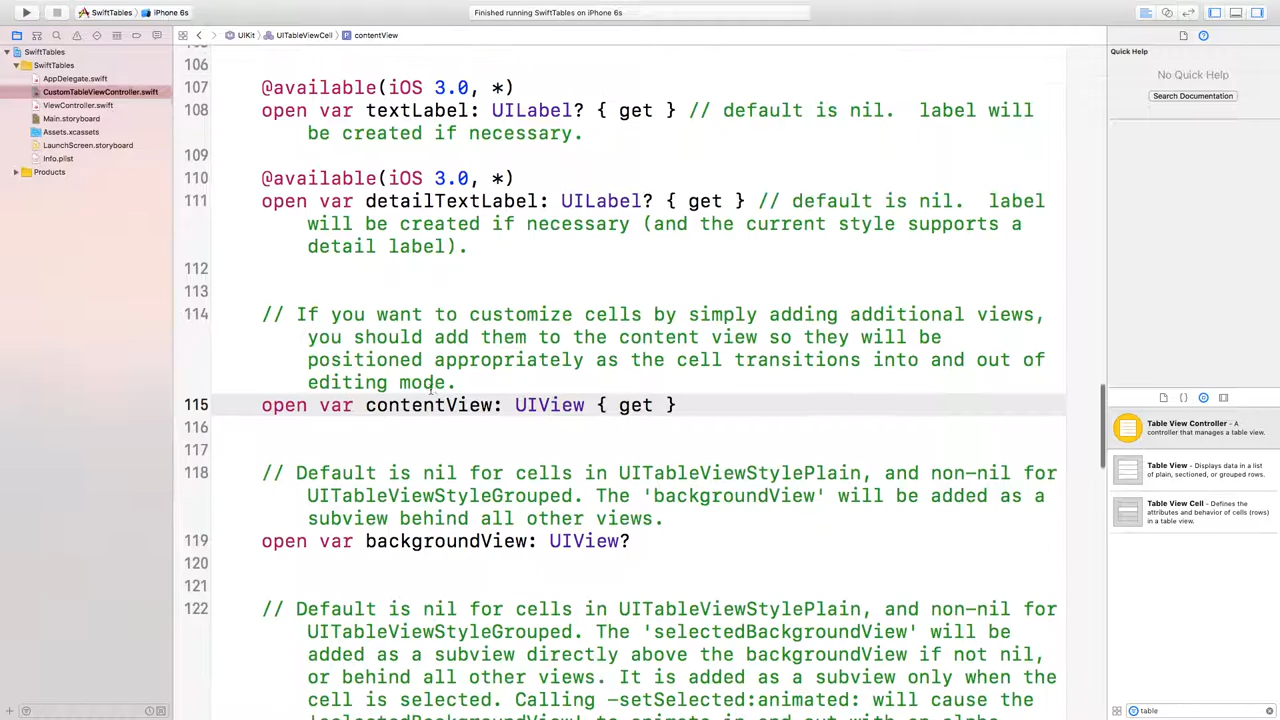 SwiftTables
iPhone 6s
Finished running SwiftTables on iPhone 6s
UIKit
UITableViewCell
contentView
SwiftTables
SwiftTables
AppDelegate.swift
CustomTableViewController.swift
ViewController.swift
Main.storyboard
Assets.xcassets
LaunchScreen.storyboard
Info.plist
Products
106
107 @available(iOS 3.0, *)
108 open var textLabel: UILabel? { get } // default is nil.  label will
be created if necessary.
109
110 @available(iOS 3.0, *)
111 open var detailTextLabel: UILabel? { get } // default is nil.  label
will be created if necessary (and the current style supports a
detail label).
112
113
114 // If you want to customize cells by simply adding additional views,
you should add them to the content view so they will be
positioned appropriately as the cell transitions into and out of
editing mode.
115 open var contentView: UIView { get }
116
117
118 // Default is nil for cells in UITableViewStylePlain, and non-nil for
UITableViewStyleGrouped. The 'backgroundView' will be added as a
subview behind all other views.
119 open var backgroundView: UIView?
120
121
122 // Default is nil for cells in UITableViewStylePlain, and non-nil for
UITableViewStyleGrouped. The 'selectedBackgroundView' will be
added as a subview directly above the backgroundView if not nil,
or behind all other views. It is added as a subview only when the
cell is selected. Calling -setSelected:animated: will cause the
'selectedBackgroundView' to animate in and out with an alpha
Quick Help
No Quick Help
Search Documentation
Table View Controller - A
controller that manages a table view.
Table View - Displays data in a list
of plain, sectioned, or grouped rows.
Table View Cell - Defines the
attributes and behavior of cells (rows)
in a table view.
table